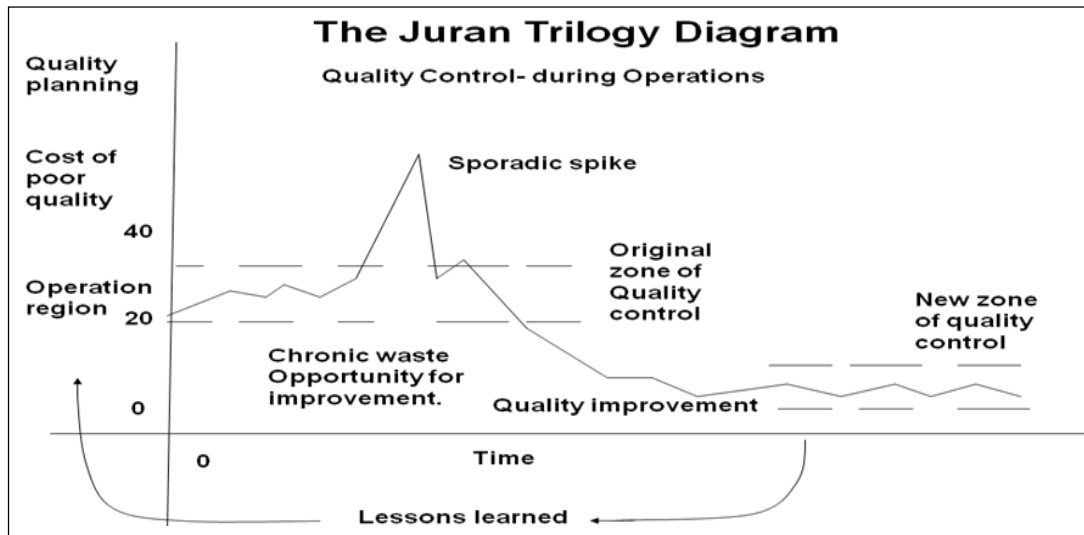 The Juran Trilogy Diagram
Quality
planning
Quality Control- during Operations
Cost of
poor
quality
Sporadic spike
40
Original
zone of
Quality
control
Operation
region
20
New zone
of quality
control
Chronic waste
Opportunity for
improvement.
0
Quality improvement
0
Time
Lessons learned